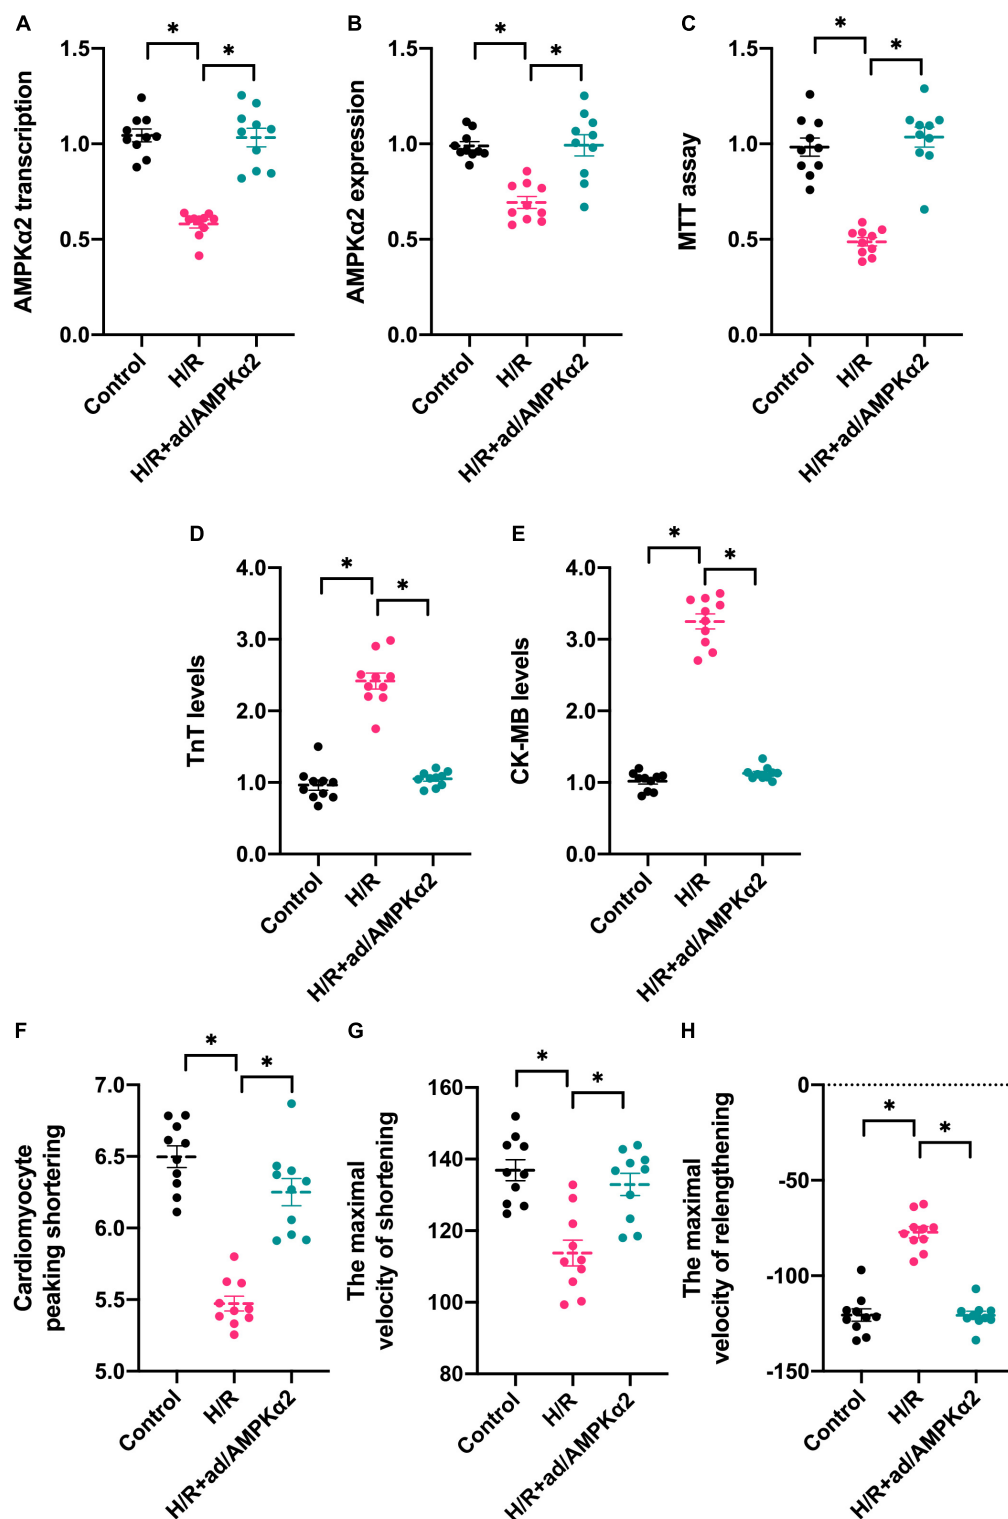 A
AMPKα2 transcription
1.5
1.0
0.5
0.0
*
*
Control
H/R
H/R+ad/AMPKα2
B
AMPKα2 expression
1.5
1.0
0.5
0.0
*
*
Control
H/R
H/R+ad/AMPKα2
C
MTT assay
1.5
1.0
0.5
0.0
*
*
Control
H/R
H/R+ad/AMPKα2
D
TnT levels
4.0
3.0
2.0
1.0
0.0
*
*
Control
H/R
H/R+ad/AMPKα2
E
CK-MB levels
4.0
3.0
2.0
1.0
0.0
*
*
Control
H/R
H/R+ad/AMPKα2
F
Cardiomyocyte
peaking shortering
7.0
6.5
6.0
5.5
5.0
*
*
Control
H/R
H/R+ad/AMPKα2
G
The maximal
velocity of shortening
160
140
120
100
80
*
*
Control
H/R
H/R+ad/AMPKα2
H
The maximal
velocity of relengthening
0
-50
-100
-150
*
*
Control
H/R
H/R+ad/AMPKα2